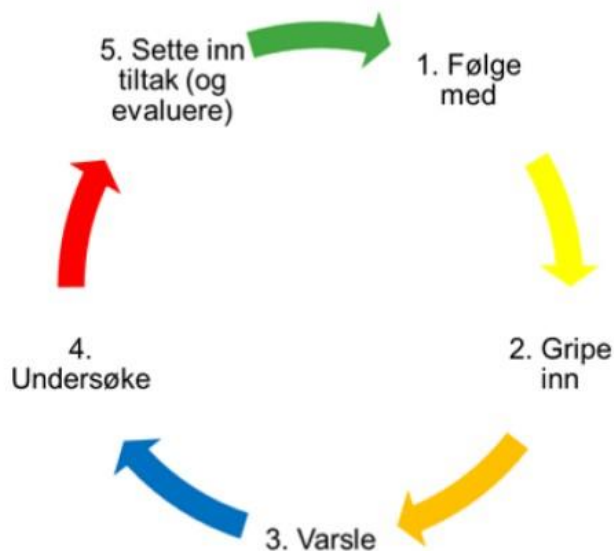 1. Følge
med
2. Gripe
inn
3. Varsle
4.
Undersøke
5. Sette inn
tiltak (og
evaluere)